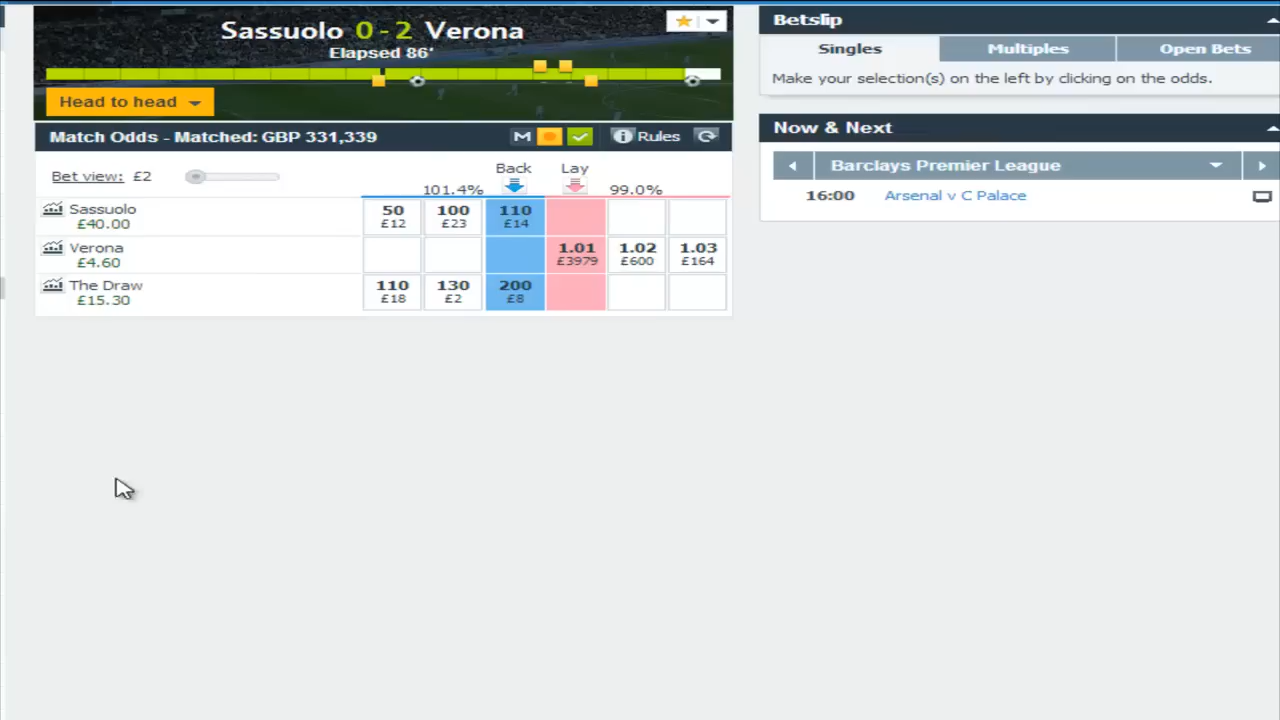 Sassuolo 0 - 2 Verona
Elapsed 86'
Head to head
Match Odds - Matched: GBP 331,339
M
Rules
Bet view: £2
Back
Lay
101.4%
99.0%
Sassuolo
£40.00
50
£12
100
£23
110
£14
Verona
£4.60
1.01
£3979
1.02
£600
1.03
£164
The Draw
£15.30
110
£18
130
£2
200
£8
Betslip
Singles
Multiples
Open Bets
Make your selection(s) on the left by clicking on the odds.
Now & Next
Barclays Premier League
16:00 Arsenal v C Palace